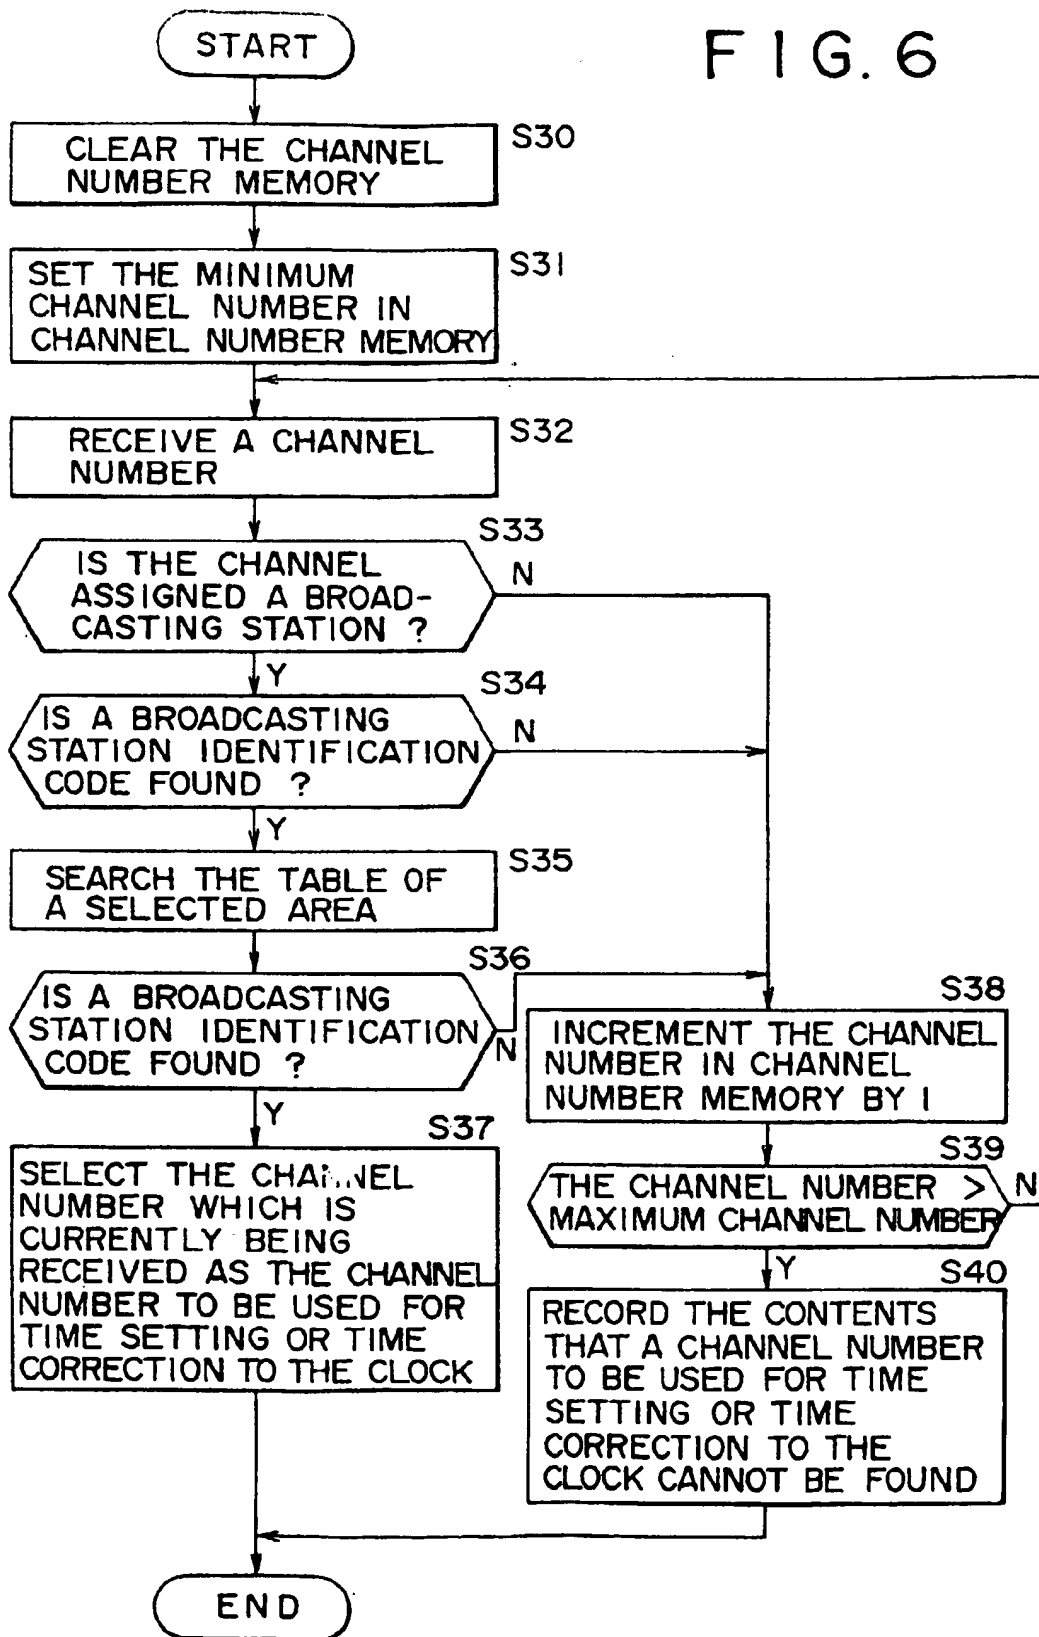 FIG. 6
START
S30
CLEAR THE CHANNEL
NUMBER MEMORY
S31
SET THE MINIMUM
CHANNEL NUMBER IN
CHANNEL NUMBER MEMORY
S32
RECEIVE A CHANNEL
NUMBER
S33
IS THE CHANNEL
ASSIGNED A BROAD-
CASTING STATION ?
N
Y
S34
IS A BROADCASTING
STATION IDENTIFICATION
CODE FOUND ?
N
Y
S35
SEARCH THE TABLE OF
A SELECTED AREA
S36
IS A BROADCASTING
STATION IDENTIFICATION
CODE FOUND ?
N
Y
S37
SELECT THE CHANNEL
NUMBER WHICH IS
CURRENTLY BEING
RECEIVED AS THE CHANNEL
NUMBER TO BE USED FOR
TIME SETTING OR TIME
CORRECTION TO THE CLOCK
S38
INCREMENT THE CHANNEL
NUMBER IN CHANNEL
NUMBER MEMORY BY 1
S39
THE CHANNEL NUMBER >
MAXIMUM CHANNEL NUMBER
N
Y
S40
RECORD THE CONTENTS
THAT A CHANNEL NUMBER
TO BE USED FOR TIME
SETTING OR TIME
CORRECTION TO THE
CLOCK CANNOT BE FOUND
END